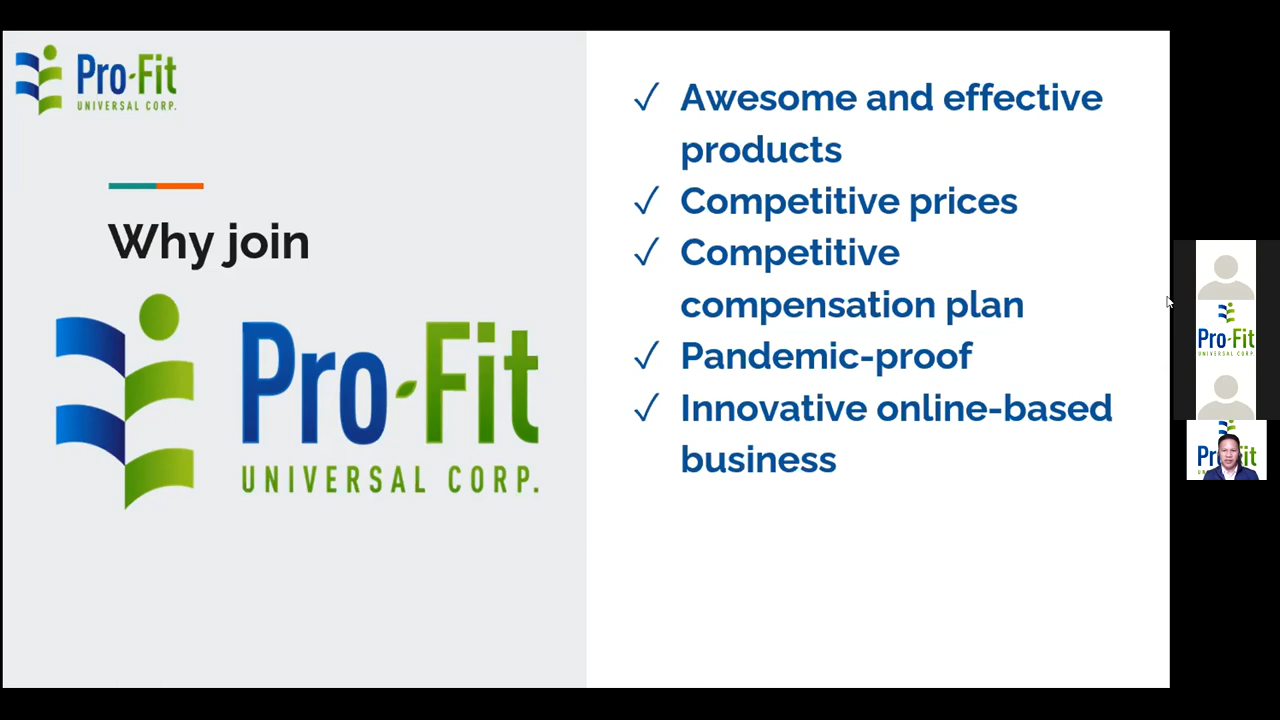 Pro-Fit
UNIVERSAL CORP.
Why join
Pro-Fit
UNIVERSAL CORP.
✓ Awesome and effective
products
✓ Competitive prices
✓ Competitive
compensation plan
✓ Pandemic-proof
✓ Innovative online-based
business
Pro-Fit
UNIVERSAL CORP.